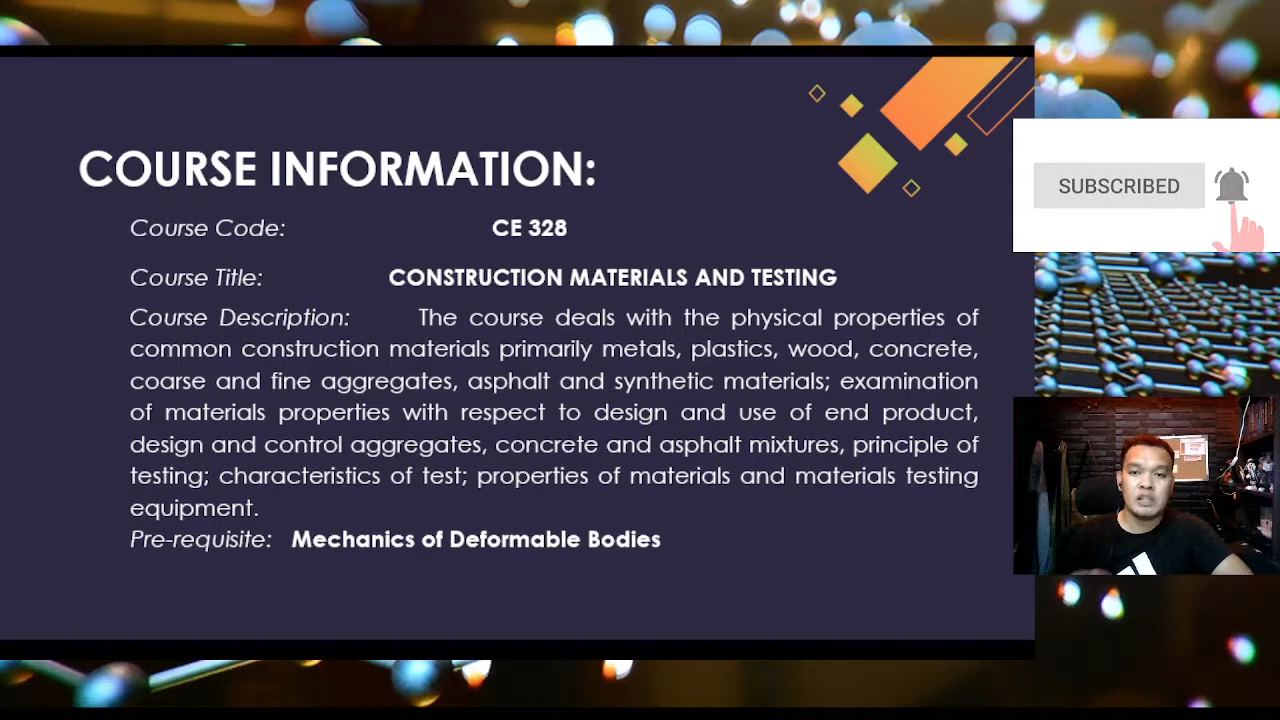 COURSE INFORMATION:
Course Code: CE 328
Course Title: CONSTRUCTION MATERIALS AND TESTING
Course Description: The course deals with the physical properties of
common construction materials primarily metals, plastics, wood, concrete,
coarse and fine aggregates, asphalt and synthetic materials; examination
of materials properties with respect to design and use of end product,
design and control aggregates, concrete and asphalt mixtures, principle of
testing; characteristics of test; properties of materials and materials testing
equipment.
Pre-requisite: Mechanics of Deformable Bodies
SUBSCRIBED